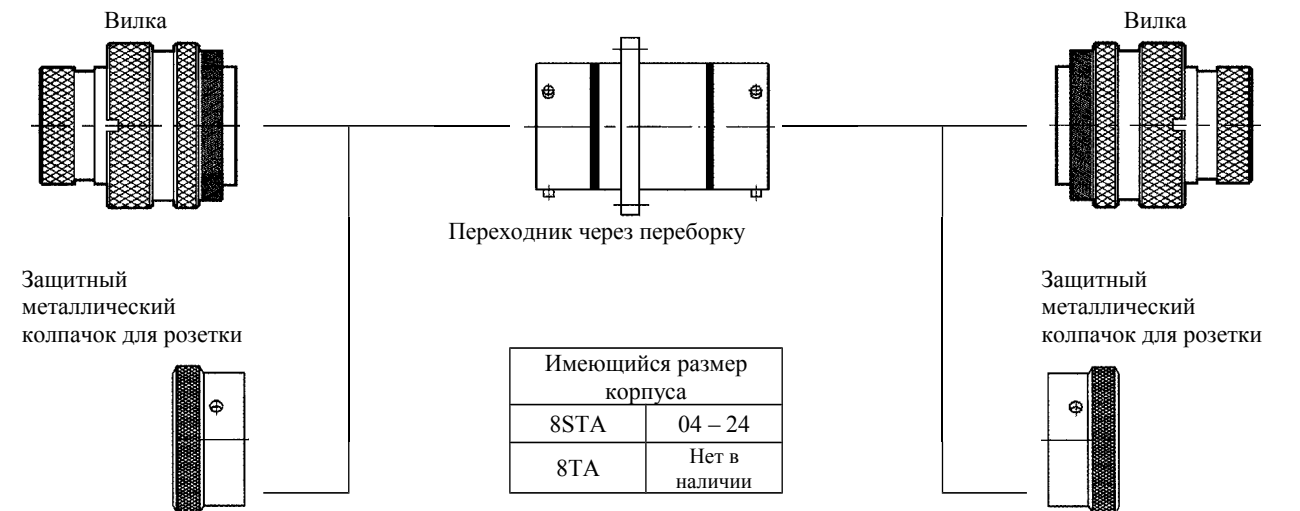 Вилка
Вилка
Переходник через переборку
Защитный
металлический
колпачок для розетки
Защитный
металлический
колпачок для розетки
Имеющийся размер
корпуса
8STA 04 – 24
8TA Нет в
наличии